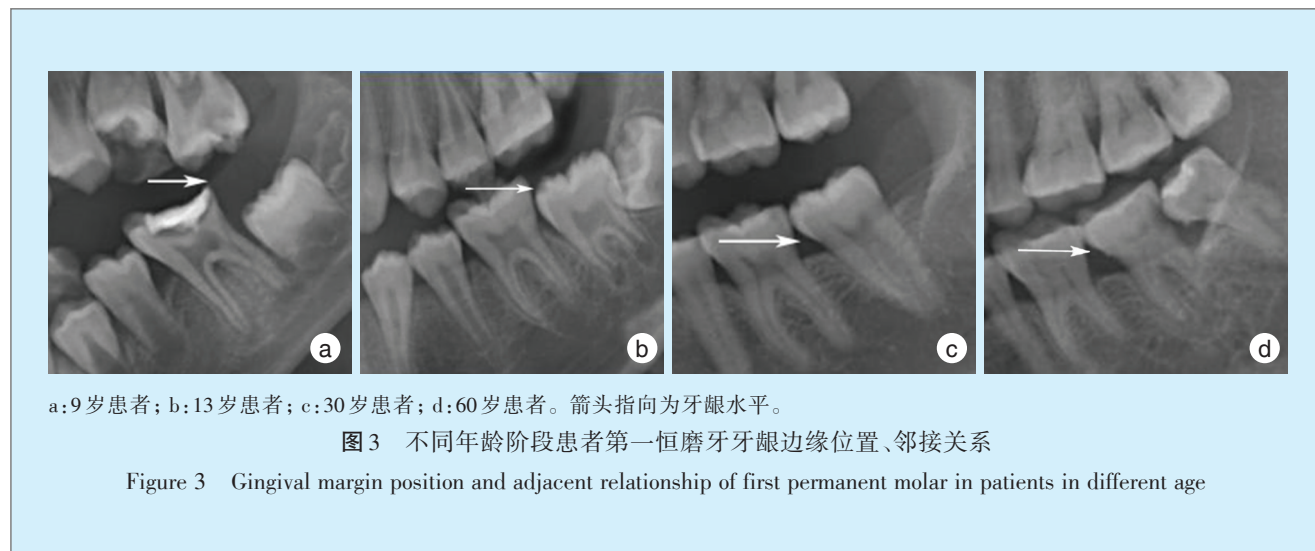 a
b
c
d
a:9岁患者；b:13岁患者；c:30岁患者；d:60岁患者。箭头指向为牙龈水平。
图3 不同年龄阶段患者第一恒磨牙牙龈边缘位置、邻接关系
Figure 3 Gingival margin position and adjacent relationship of first permanent molar in patients in different age